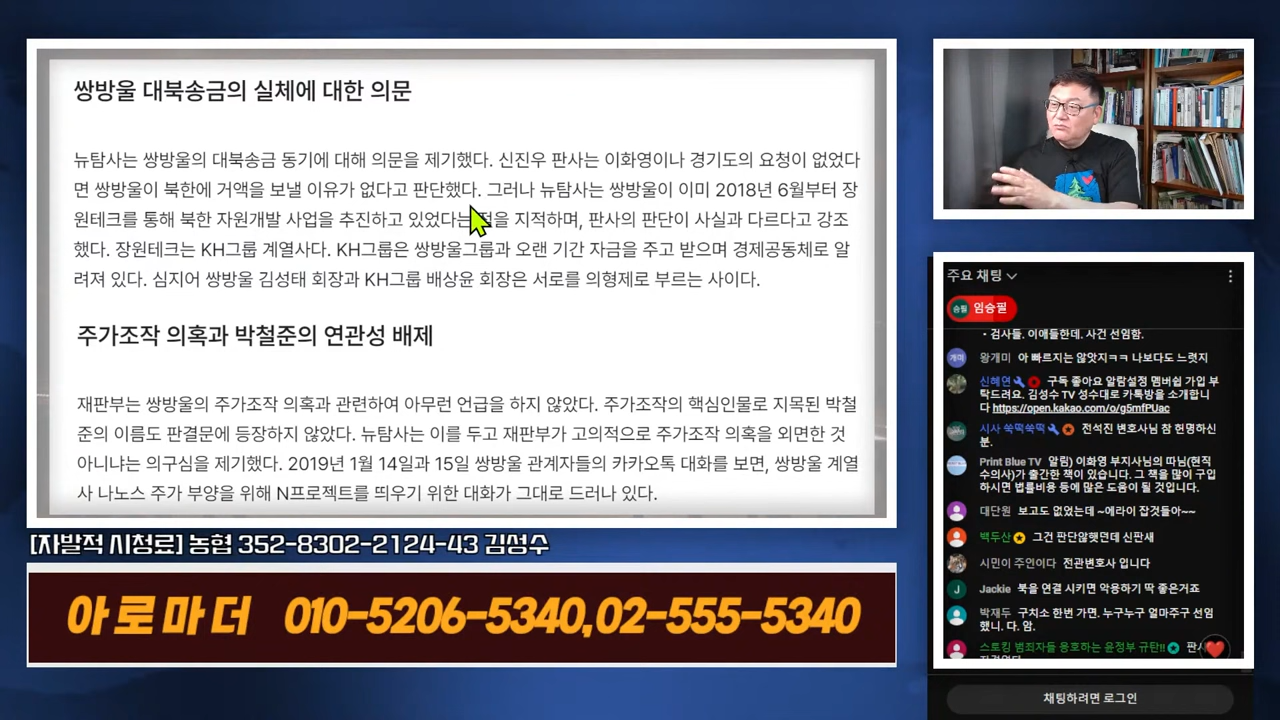 쌍방울 대북송금의 실체에 대한 의문
뉴탐사는 쌍방울의 대북송금 동기에 대해 의문을 제기했다. 신진우 판사는 이화영이나 경기도의 요청이 없었다
면 쌍방울이 북한에 거액을 보낼 이유가 없다고 판단했다. 그러나 뉴탐사는 쌍방울이 이미 2018년 6월부터 장
원테크를 통해 북한 자원개발 사업을 추진하고 있었다는 점을 지적하며, 판사의 판단이 사실과 다르다고 강조
했다. 장원테크는 KH그룹 계열사다. KH그룹은 쌍방울그룹과 오랜 기간 자금을 주고 받으며 경제공동체로 알
려져 있다. 심지어 쌍방울 김성태 회장과 KH그룹 배상윤 회장은 서로를 의형제로 부르는 사이다.
주가조작 의혹과 박철준의 연관성 배제
재판부는 쌍방울의 주가조작 의혹과 관련하여 아무런 언급을 하지 않았다. 주가조작의 핵심인물로 지목된 박철
준의 이름도 판결문에 등장하지 않았다. 뉴탐사는 이를 두고 재판부가 고의적으로 주가조작 의혹을 외면한 것
아니냐는 의구심을 제기했다. 2019년 1월 14일과 15일 쌍방울 관계자들의 카카오톡 대화를 보면, 쌍방울 계열
사 나노스 주가 부양을 위해 N프로젝트를 띄우기 위한 대화가 그대로 드러나 있다.
[자발적 시청료] 농협 352-8302-2124-43 김성수
아로마더 010-5206-5340,02-555-5340
주요 채팅
승필 임승필
• 검사들. 이애들한데. 사건 선임함.
개미 왕개미 아 빠르지는 않앗지ㅋㅋ 나보다도 느렷지
신혜연 구독 좋아요 알람설정 멤버쉽 가입 부
탁드려요. 김성수 TV 성수대로 카톡방을 소개합니
다 https://open.kakao.com/o/g5mfPUac
시사 쑥떡쑥떡 전석진 변호사님 참 헌명하신
분.
Print Blue TV 알림) 이화영 부지사님의 따님(현직
수의사)가 출간한 책이 있습니다. 그 책을 많이 구입
하시면 법률비용 등에 많은 도움이 될 것입니다.
대단원 보고도 없었는데 ~에라이 잡것들아~~
백두산 그건 판단않햇던데 신판새
시민이 주인이다 전관변호사 입니다
J Jackie 북을 연결 시키면 악용하기 딱 좋은거죠
박재두 구치소 한번 가면. 누구누구 얼마주구 선임
했니. 다. 암.
스토킹 범죄자들 옹호하는 윤정부 규탄!! 판사
채팅하려면 로그인